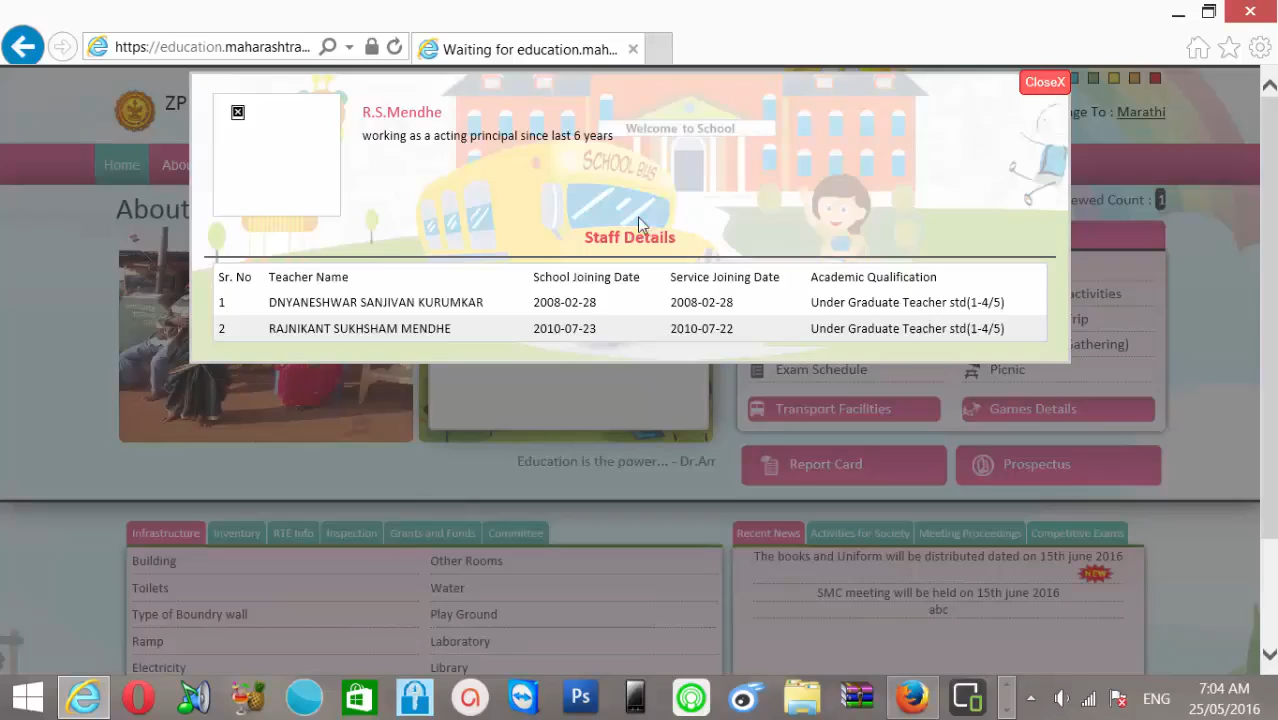 https://education.maharashtra...
Waiting for education.mah...
CloseX
ZP
nge To : Marathi
R.S.Mendhe
working as a acting principal since last 6 years
Welcome to School
SCHOOL BUS
Home
Abou
About
ewed Count : 1
Staff Details
Sr. No Teacher Name School Joining Date Service Joining Date Academic Qualification
1 DNYANESHWAR SANJIVAN KURUMKAR 2008-02-28 2008-02-28 Under Graduate Teacher std(1-4/5)
2 RAJNIKANT SUKHSHAM MENDHE 2010-07-23 2010-07-22 Under Graduate Teacher std(1-4/5)
activities
rip
Gathering)
Exam Schedule Picnic
Transport Facilities Games Details
Education is the power... - Dr.Am
Report Card Prospectus
Infrastructure Inventory RTE Info Inspection Grants and Funds Committee
Recent News Activities for Society Meeting Proceedings Competitive Exams
Building Other Rooms
Toilets Water
Type of Boundry wall Play Ground
Ramp Laboratory
Electricity Library
The books and Uniform will be distributed dated on 15th june 2016
NEW
SMC meeting will be held on 15th june 2016
abc
Ps
ENG
7:04 AM
25/05/2016